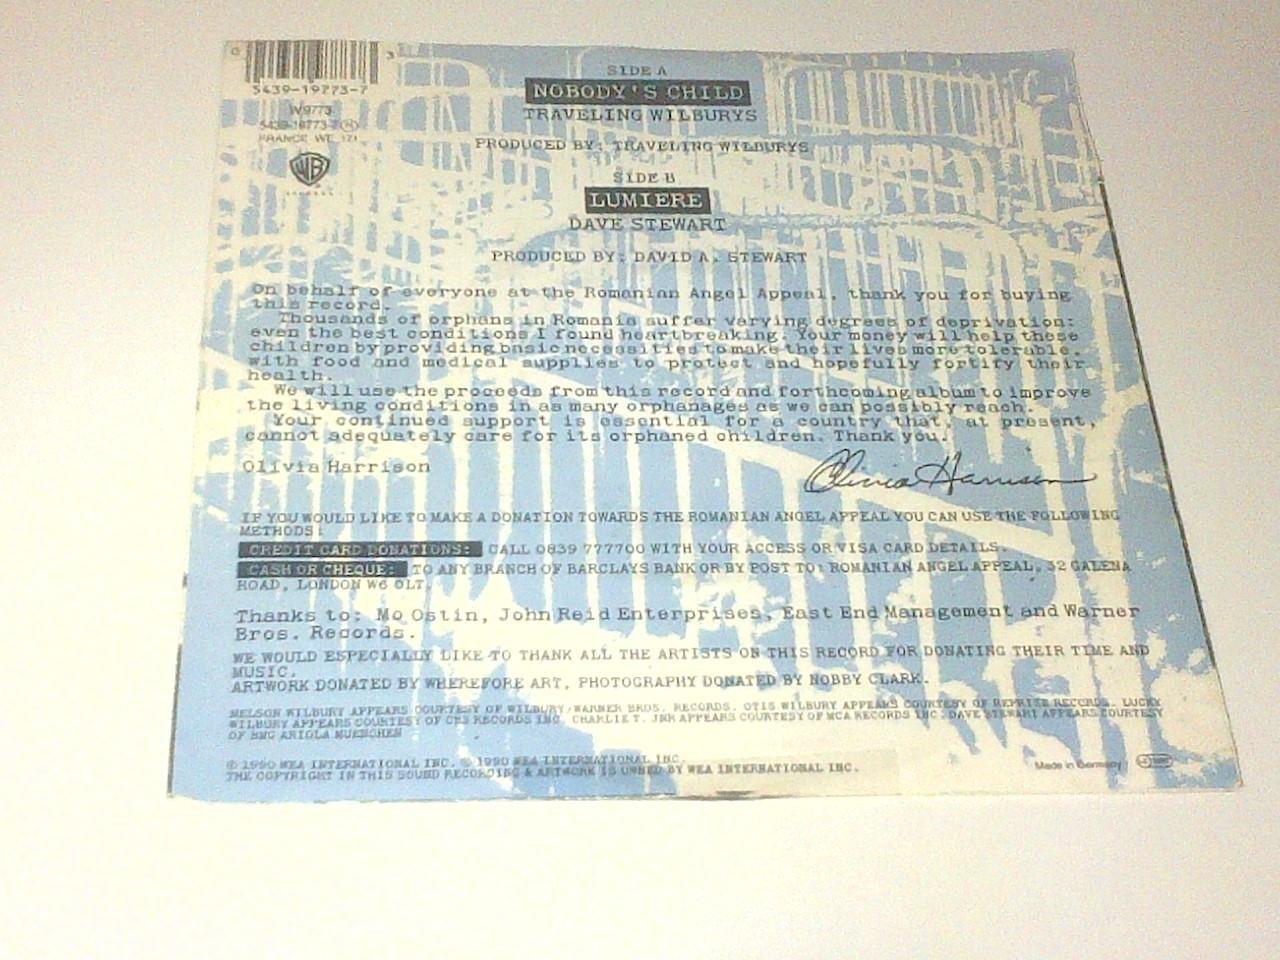 SIDE A
NOBODY'S CHILD
TRAVELING WILBURYS
PRODUCED BY: TRAVELING WILBURYS
SIDE B
LUMIERE
DAVE STEWART
PRODUCED BY: DAVID A. STEWART
0
3
5439-19773-7
W9773
5439-19773-7
FRANCE WE 171
WB
On behalf of everyone at the Romanian Angel Appeal, thank you for buying
this record.
Thousands of orphans in Romania suffer varying degrees of deprivation:
even the best conditions I found heartbreaking. Your money will help these
children by providing basic necessities to make their lives more tolerable,
with food and medical supplies to protect and hopefully fortify their
health.
We will use the proceeds from this record and forthcoming album to improve
the living conditions in as many orphanages as we can possibly reach.
Your continued support is essential for a country that, at present,
cannot adequately care for its orphaned children. Thank you.
Olivia Harrison
Olivia Harrison
IF YOU WOULD LIKE TO MAKE A DONATION TOWARDS THE ROMANIAN ANGEL APPEAL YOU CAN USE THE FOLLOWING
METHODS:
CREDIT CARD DONATIONS: CALL 0839 777700 WITH YOUR ACCESS OR VISA CARD DETAILS.
CASH OR CHEQUE: TO ANY BRANCH OF BARCLAYS BANK OR BY POST TO: ROMANIAN ANGEL APPEAL, 32 GALENA
ROAD, LONDON W6 0LT.
Thanks to: Mo Ostin, John Reid Enterprises, East End Management and Warner
Bros. Records.
WE WOULD ESPECIALLY LIKE TO THANK ALL THE ARTISTS ON THIS RECORD FOR DONATING THEIR TIME AND
MUSIC.
ARTWORK DONATED BY WHEREFORE ART, PHOTOGRAPHY DONATED BY NOBBY CLARK.
NELSON WILBURY APPEARS COURTESY OF WILBURY/WARNER BROS. RECORDS. OTIS WILBURY APPEARS COURTESY OF REPRISE RECORDS. LUCKY
WILBURY APPEARS COURTESY OF CBS RECORDS INC. CHARLIE T. JNR APPEARS COURTESY OF MCA RECORDS INC. DAVE STEWART APPEARS COURTESY
OF BMG ARIOLA MUENCHEN
℗ 1990 WEA INTERNATIONAL INC. © 1990 WEA INTERNATIONAL INC.
THE COPYRIGHT IN THIS SOUND RECORDING & ARTWORK IS OWNED BY WEA INTERNATIONAL INC.
Made in Germany